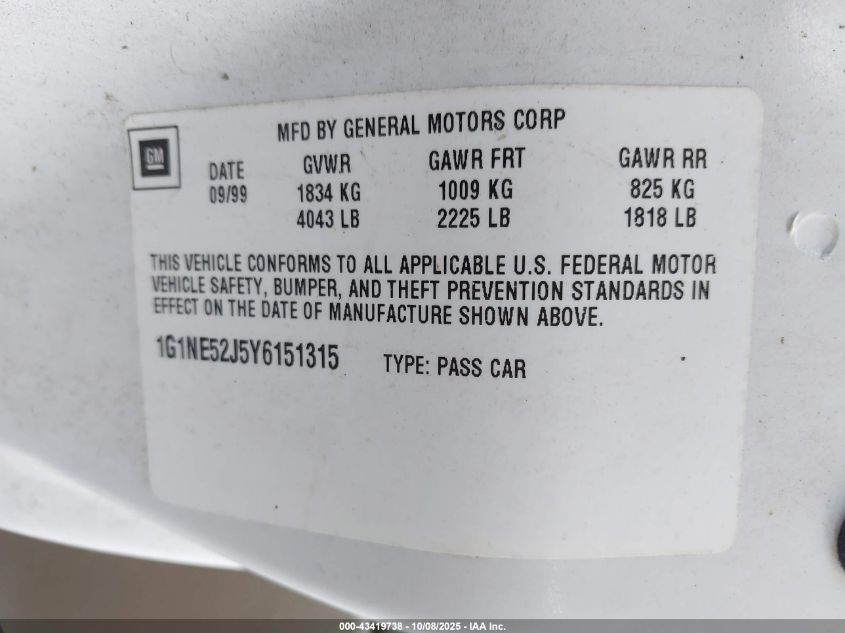 MFD BY GENERAL MOTORS CORP
GM
DATE GVWR GAWR FRT GAWR RR
09/99 1834 KG 1009 KG 825 KG
4043 LB 2225 LB 1818 LB
THIS VEHICLE CONFORMS TO ALL APPLICABLE U.S. FEDERAL MOTOR
VEHICLE SAFETY, BUMPER, AND THEFT PREVENTION STANDARDS IN
EFFECT ON THE DATE OF MANUFACTURE SHOWN ABOVE.
1G1NE52J5Y6151315 TYPE: PASS CAR
000-43419738 - 10/08/2025 - IAA Inc.